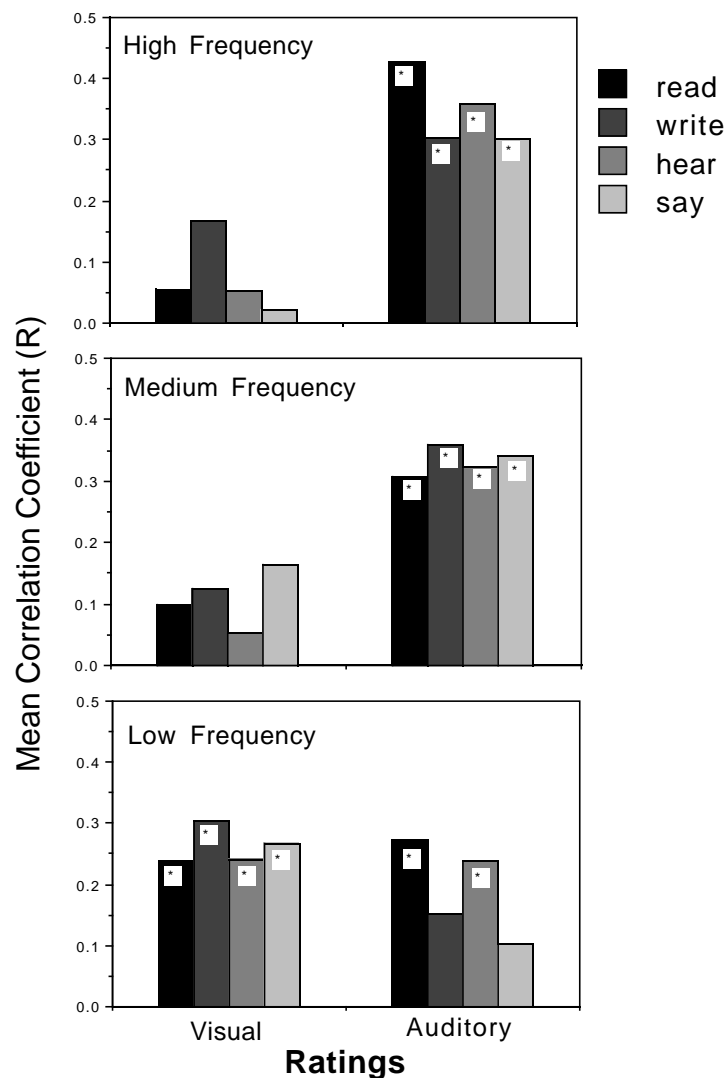 Mean Correlation Coefficient (R)
0.5
High Frequency
0.4
0.3
0.2
0.1
0.0
* * * *
read
write
hear
say
0.5
Medium Frequency
0.4
0.3
0.2
0.1
0.0
* * * *
0.5
Low Frequency
0.4
0.3
0.2
0.1
0.0
* * * * * *
Visual Auditory
Ratings